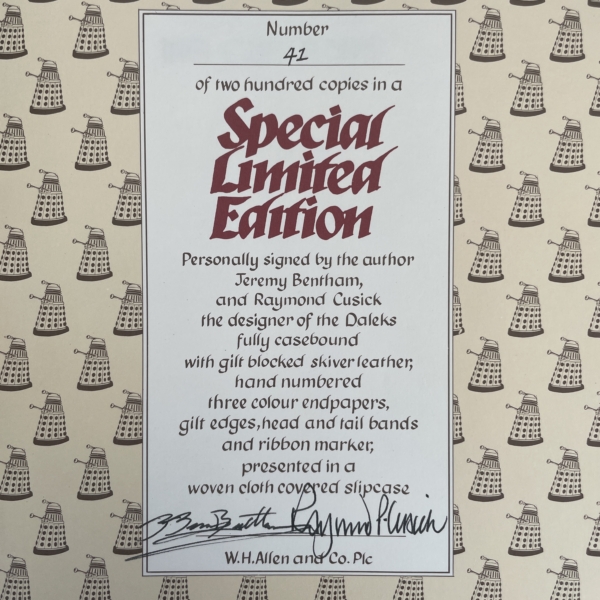 Number
41
of two hundred copies in a
Special
Limited
Edition
Personally signed by the author
Jeremy Bentham,
and Raymond Cusick
the designer of the Daleks
fully casebound
with gilt blocked skiver leather,
hand numbered
three colour endpapers,
gilt edges, head and tail bands
and ribbon marker,
presented in a
woven cloth covered slipcase
Raymond P. Cusick
W.H.Allen and Co. Plc